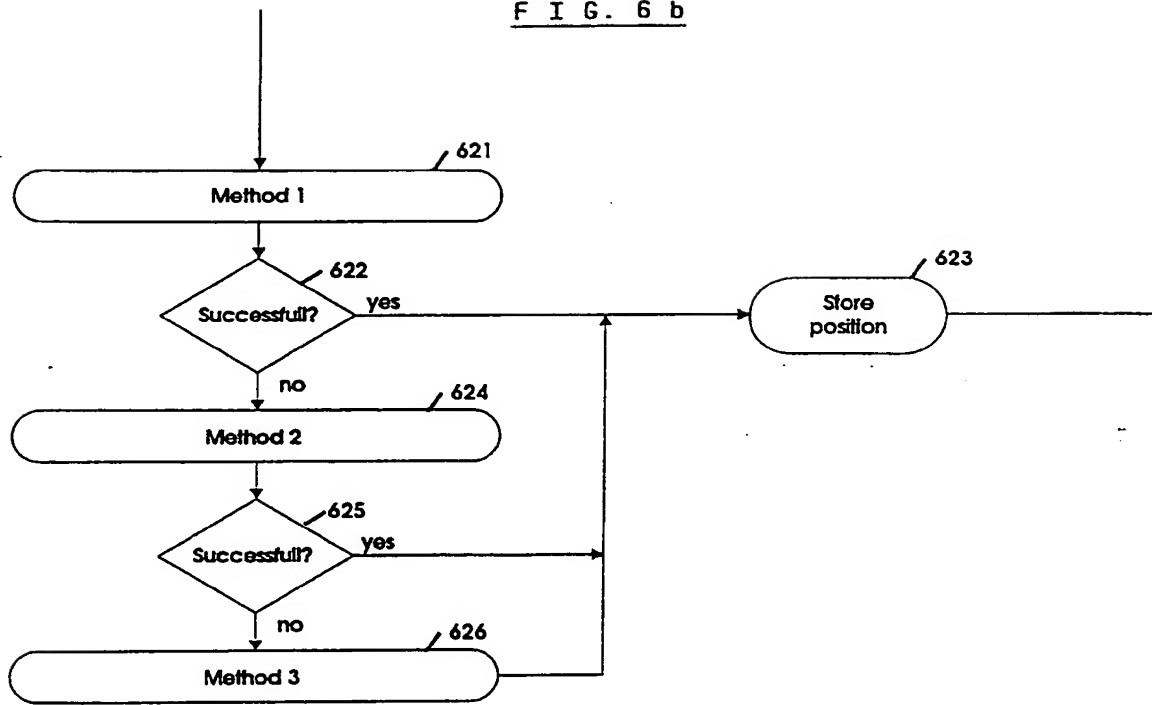 F I G. 6 b
621
Method 1
622
Successfull?
yes
623
Store
position
no
624
Method 2
625
Successfull?
yes
no
626
Method 3